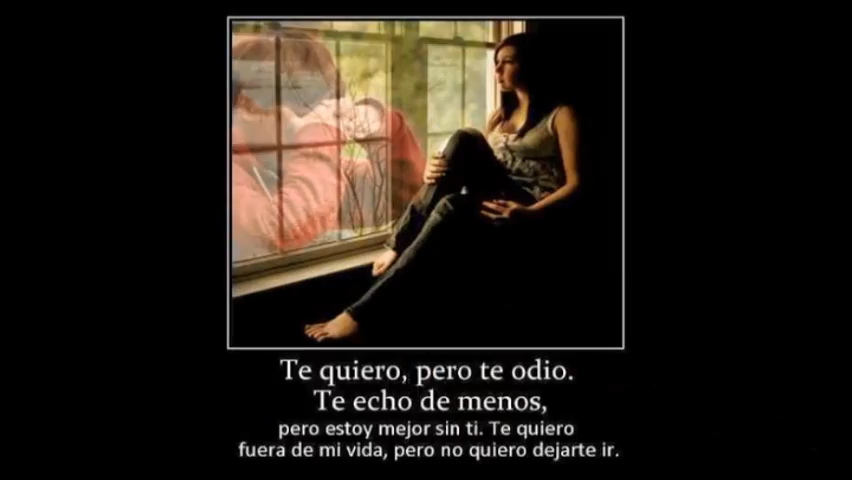 Te quiero, pero te odio.
Te echo de menos,
pero estoy mejor sin ti. Te quiero
fuera de mi vida, pero no quiero dejarte ir.